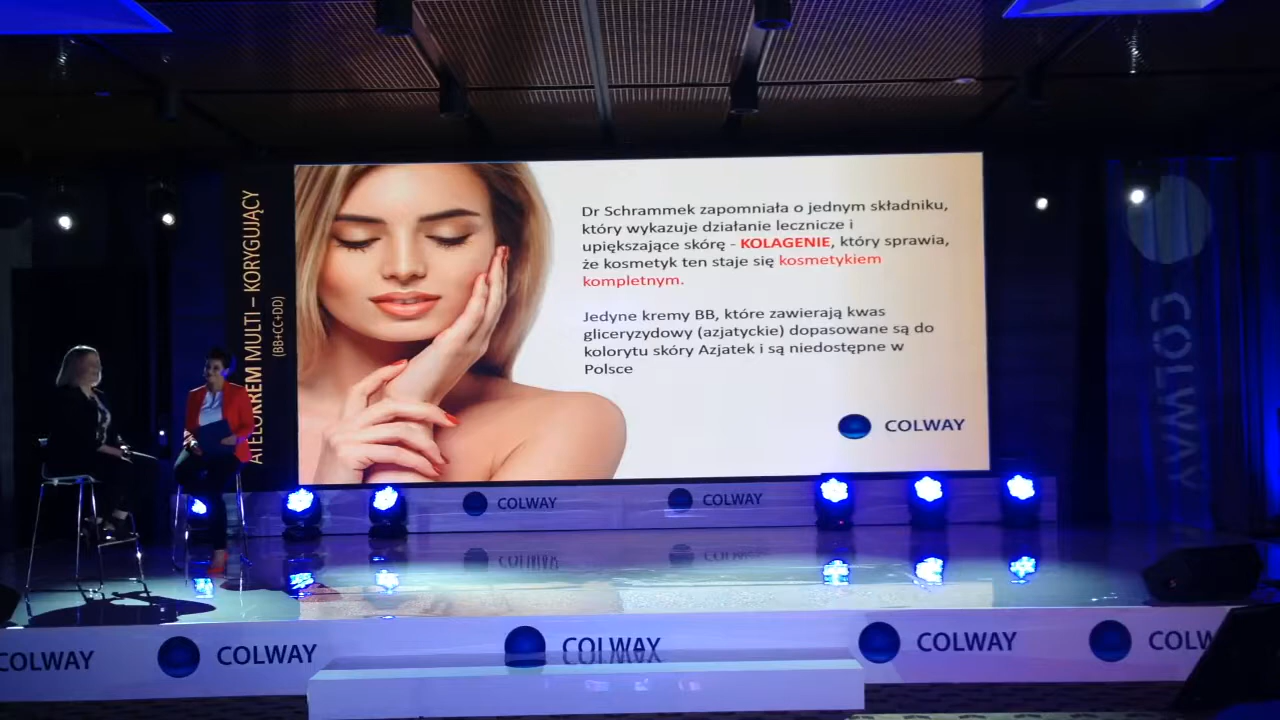 ATELOKREM MULTI – KORYGUJĄCY
(BB+CC+DD)
Dr Schrammek zapomniała o jednym składniku,
który wykazuje działanie lecznicze i
upiększające skórę - KOLAGENIE, który sprawia,
że kosmetyk ten staje się kosmetykiem
kompletnym.
Jedyne kremy BB, które zawierają kwas
gliceryzydowy (azjatyckie) dopasowane są do
kolorytu skóry Azjatek i są niedostępne w
Polsce
COLWAY
COLWAY
COLWAY
COLWAY
COLWAY
COLWAY
COLWAY
COLWAY
COLW